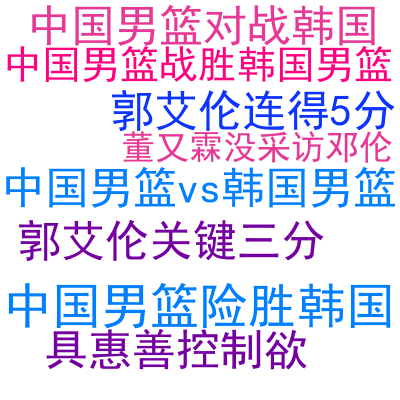 中国男篮对战韩国
中国男篮战胜韩国男篮
郭艾伦连得5分
董又霖没采访邓伦
中国男篮vs韩国男篮
郭艾伦关键三分
中国男篮险胜韩国
具惠善控制欲